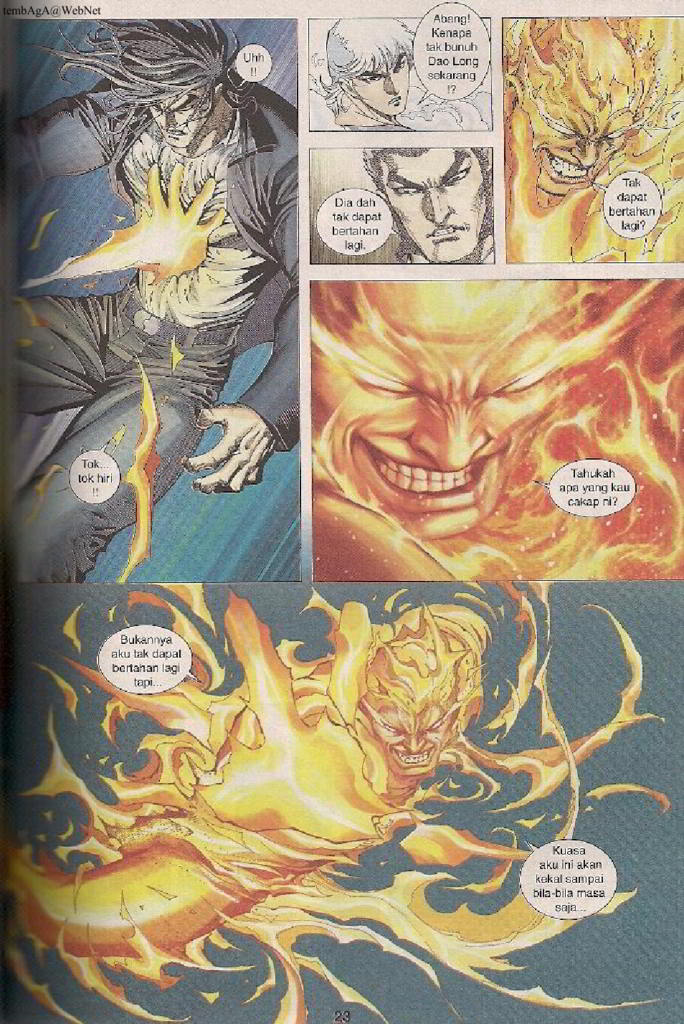 tembAgA@WebNet
Uhh
!!
Tok...
tok hiri
!!
Abang!
Kenapa
tak bunuh
Dao Long
sekarang
!?
Dia dah
tak dapat
bertahan
lagi.
Tak
dapat
bertahan
lagi?
Tahukah
apa yang kau
cakap ni?
Bukannya
aku tak dapat
bertahan lagi
tapi...
Kuasa
aku ini akan
kekal sampai
bila-bila masa
saja...
23